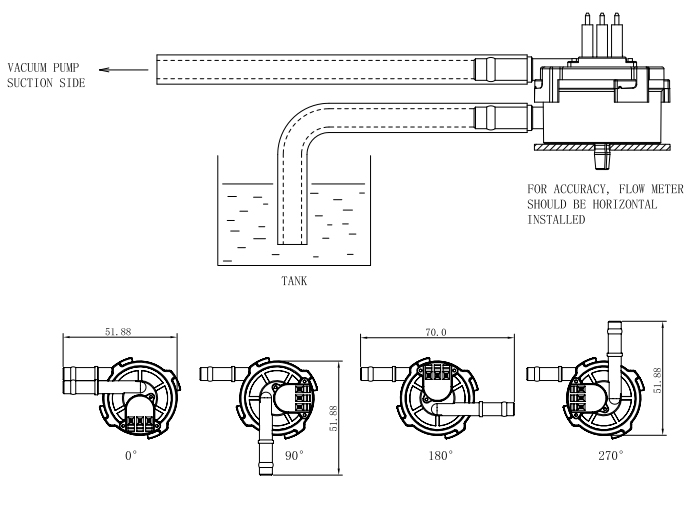 VACUUM PUMP
SUCTION SIDE
FOR ACCURACY, FLOW METER
SHOULD BE HORIZONTAL
INSTALLED
TANK
51.88
70.0
51.88
51.88
0°
90°
180°
270°